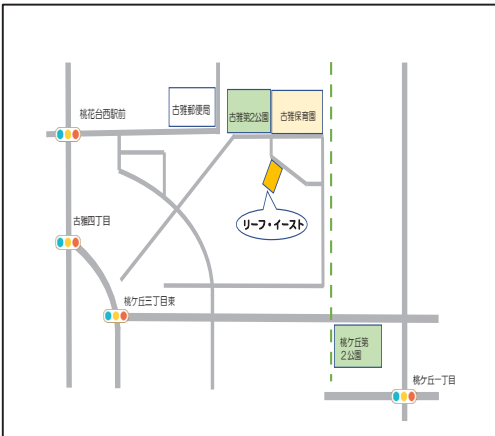 桃花台西駅前
古雅郵便局
古雅第2公園
古雅保育園
リーフ・イースト
古雅四丁目
桃ケ丘三丁目東
桃ケ丘第
2公園
桃ケ丘一丁目